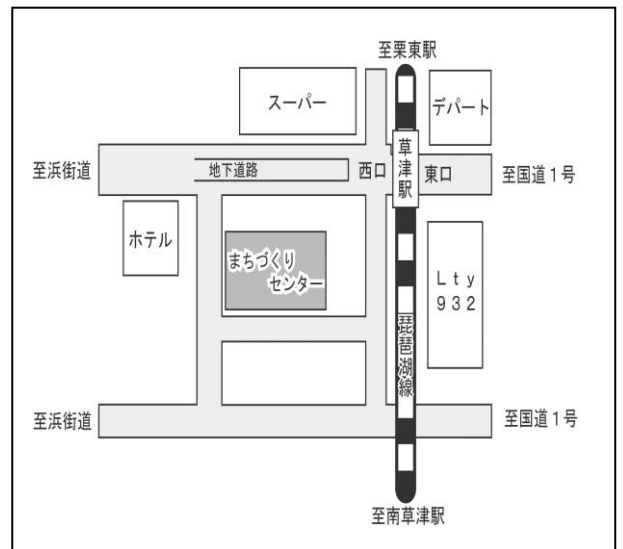 至栗東駅
スーパー
デパート
草津駅
至浜街道
地下道路
西口
東口
至国道1号
ホテル
まちづくり
センター
Lty
932
琵琶湖線
至浜街道
至国道1号
至南草津駅